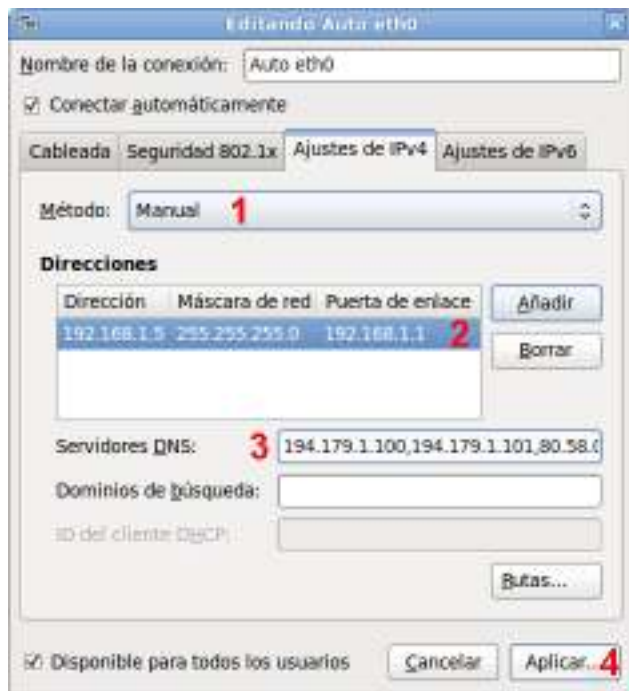 Editando Auto eth0
Nombre de la conexión: Auto eth0
Conectar automáticamente
Cableada Seguridad 802.1x Ajustes de IPv4 Ajustes de IPv6
Método: Manual 1
Direcciones
Dirección Máscara de red Puerta de enlace Añadir
192.168.1.5 255.255.255.0 192.168.1.1 2
Borrar
Servidores DNS: 3 194.179.1.100,194.179.1.101,80.58.0
Dominios de búsqueda:
ID del cliente DHCP:
Rutas...
Disponible para todos los usuarios Cancelar Aplicar... 4